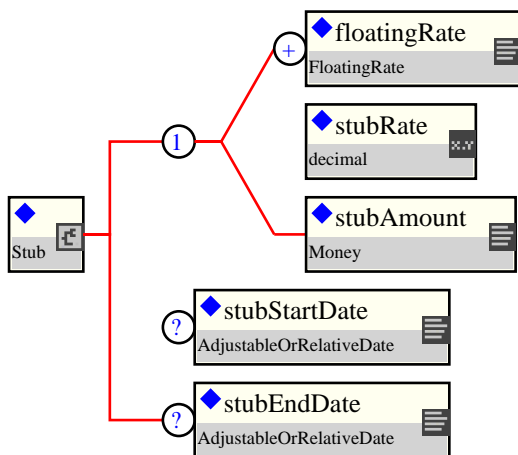 +
floatingRate
FloatingRate
stubRate
decimal
x.y
1
stubAmount
Money
Stub
?
stubStartDate
AdjustableOrRelativeDate
?
stubEndDate
AdjustableOrRelativeDate